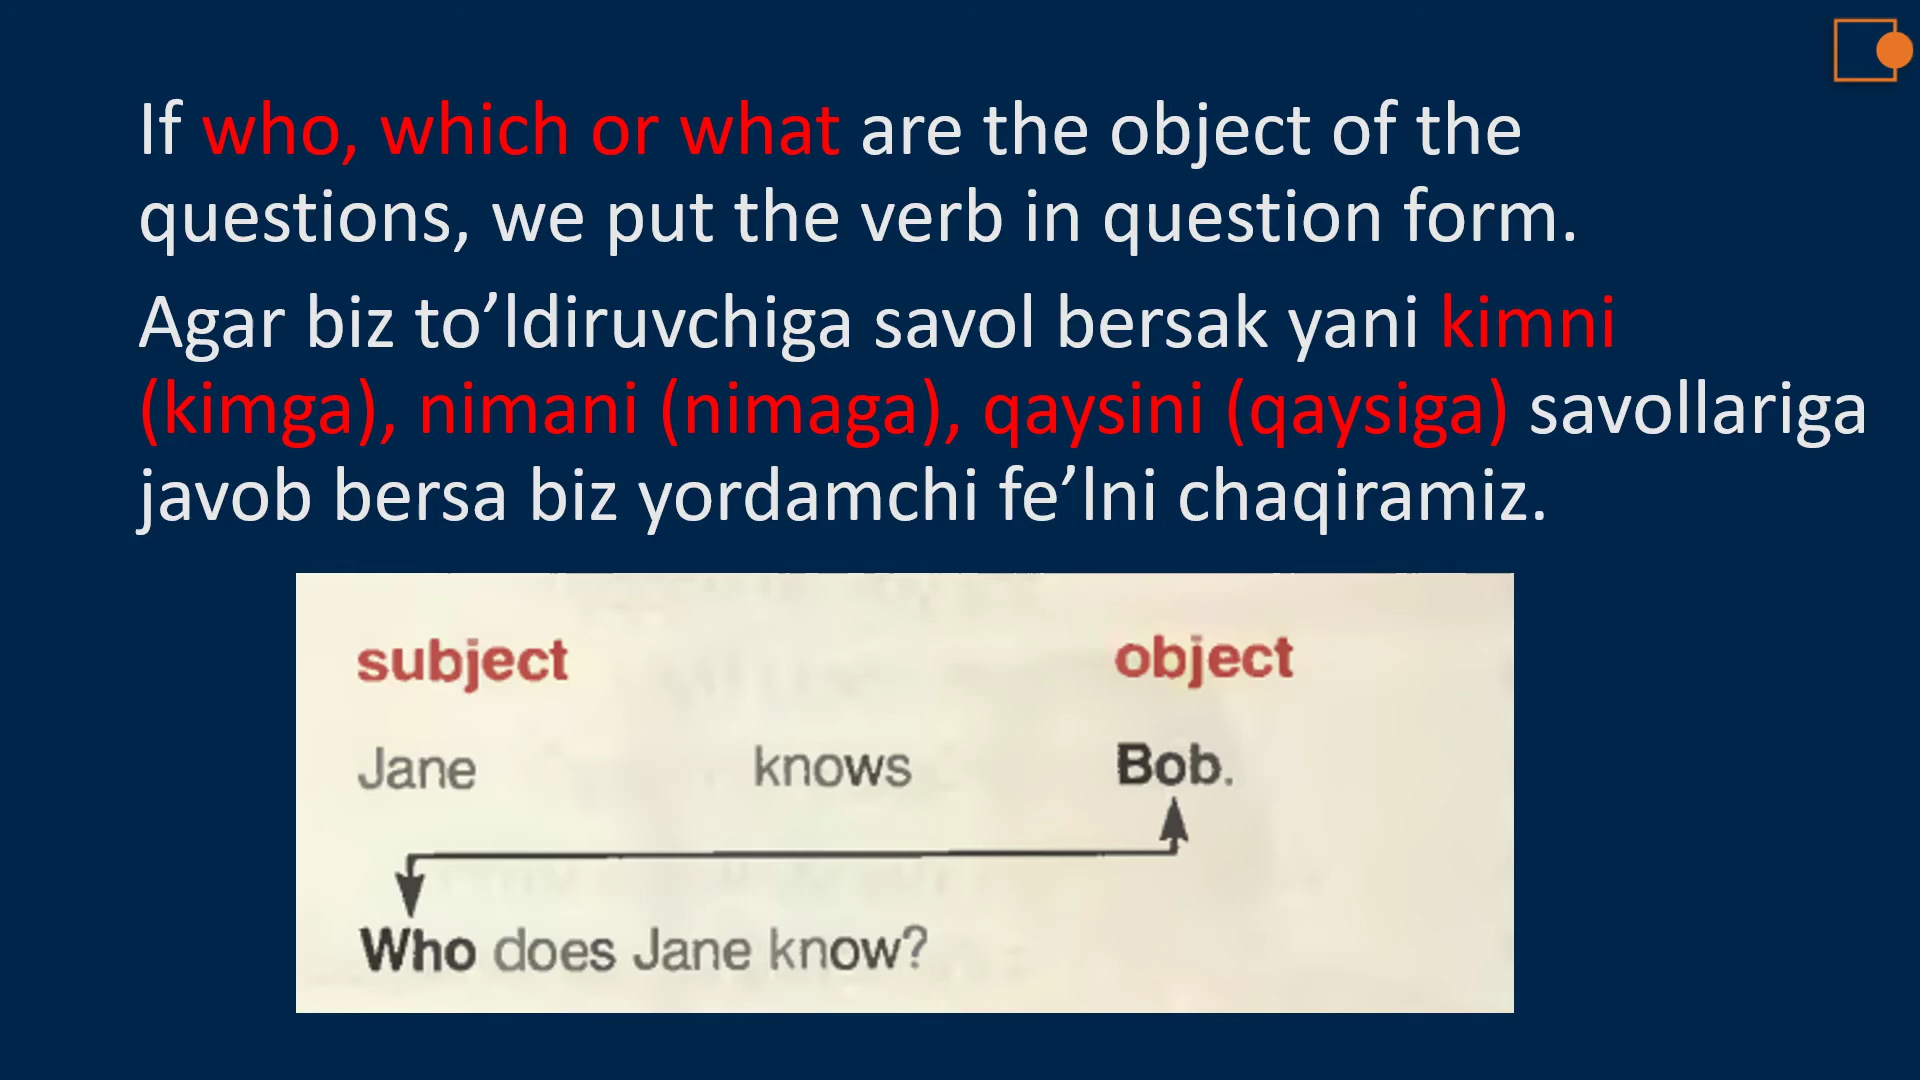 If who, which or what are the object of the
questions, we put the verb in question form.
Agar biz to’ldiruvchiga savol bersak yani kimni
(kimga), nimani (nimaga), qaysini (qaysiga) savollariga
javob bersa biz yordamchi fe’lni chaqiramiz.
subject object
Jane knows Bob.
Who does Jane know?